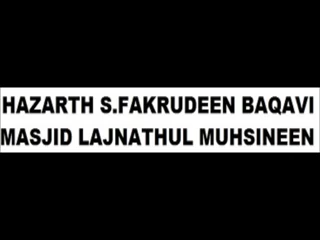 HAZARTH S.FAKRUDEEN BAQAVI
MASJID LAJNATHUL MUHSINEEN